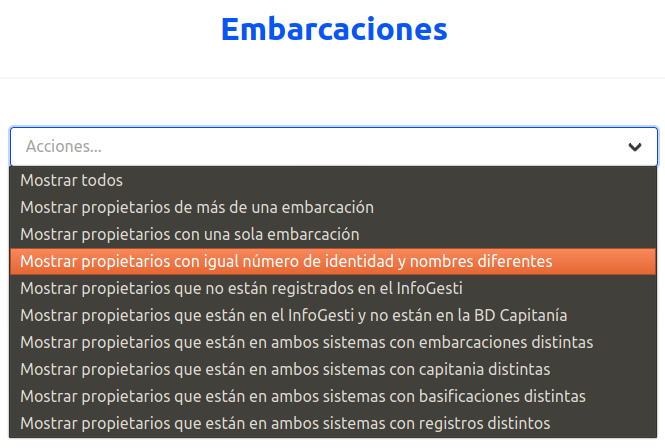 Embarcaciones
Acciones...
Mostrar todos
Mostrar propietarios de más de una embarcación
Mostrar propietarios con una sola embarcación
Mostrar propietarios con igual número de identidad y nombres diferentes
Mostrar propietarios que no están registrados en el InfoGesti
Mostrar propietarios que están en el InfoGesti y no están en la BD Capitanía
Mostrar propietarios que están en ambos sistemas con embarcaciones distintas
Mostrar propietarios que están en ambos sistemas con capitania distintas
Mostrar propietarios que están en ambos sistemas con basificaciones distintas
Mostrar propietarios que están en ambos sistemas con registros distintos